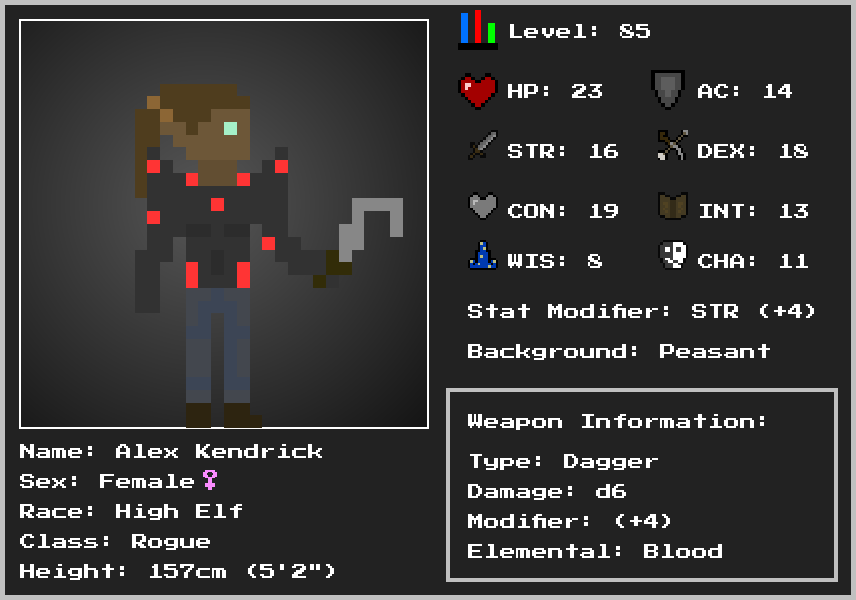 Level: 85
HP: 23 AC: 14
STR: 16 DEX: 18
CON: 19 INT: 13
WIS: 8 CHA: 11
Stat Modifier: STR (+4)
Background: Peasant
Weapon Information:
Type: Dagger
Damage: d6
Modifier: (+4)
Elemental: Blood
Name: Alex Kendrick
Sex: Female♀
Race: High Elf
Class: Rogue
Height: 157cm (5'2")